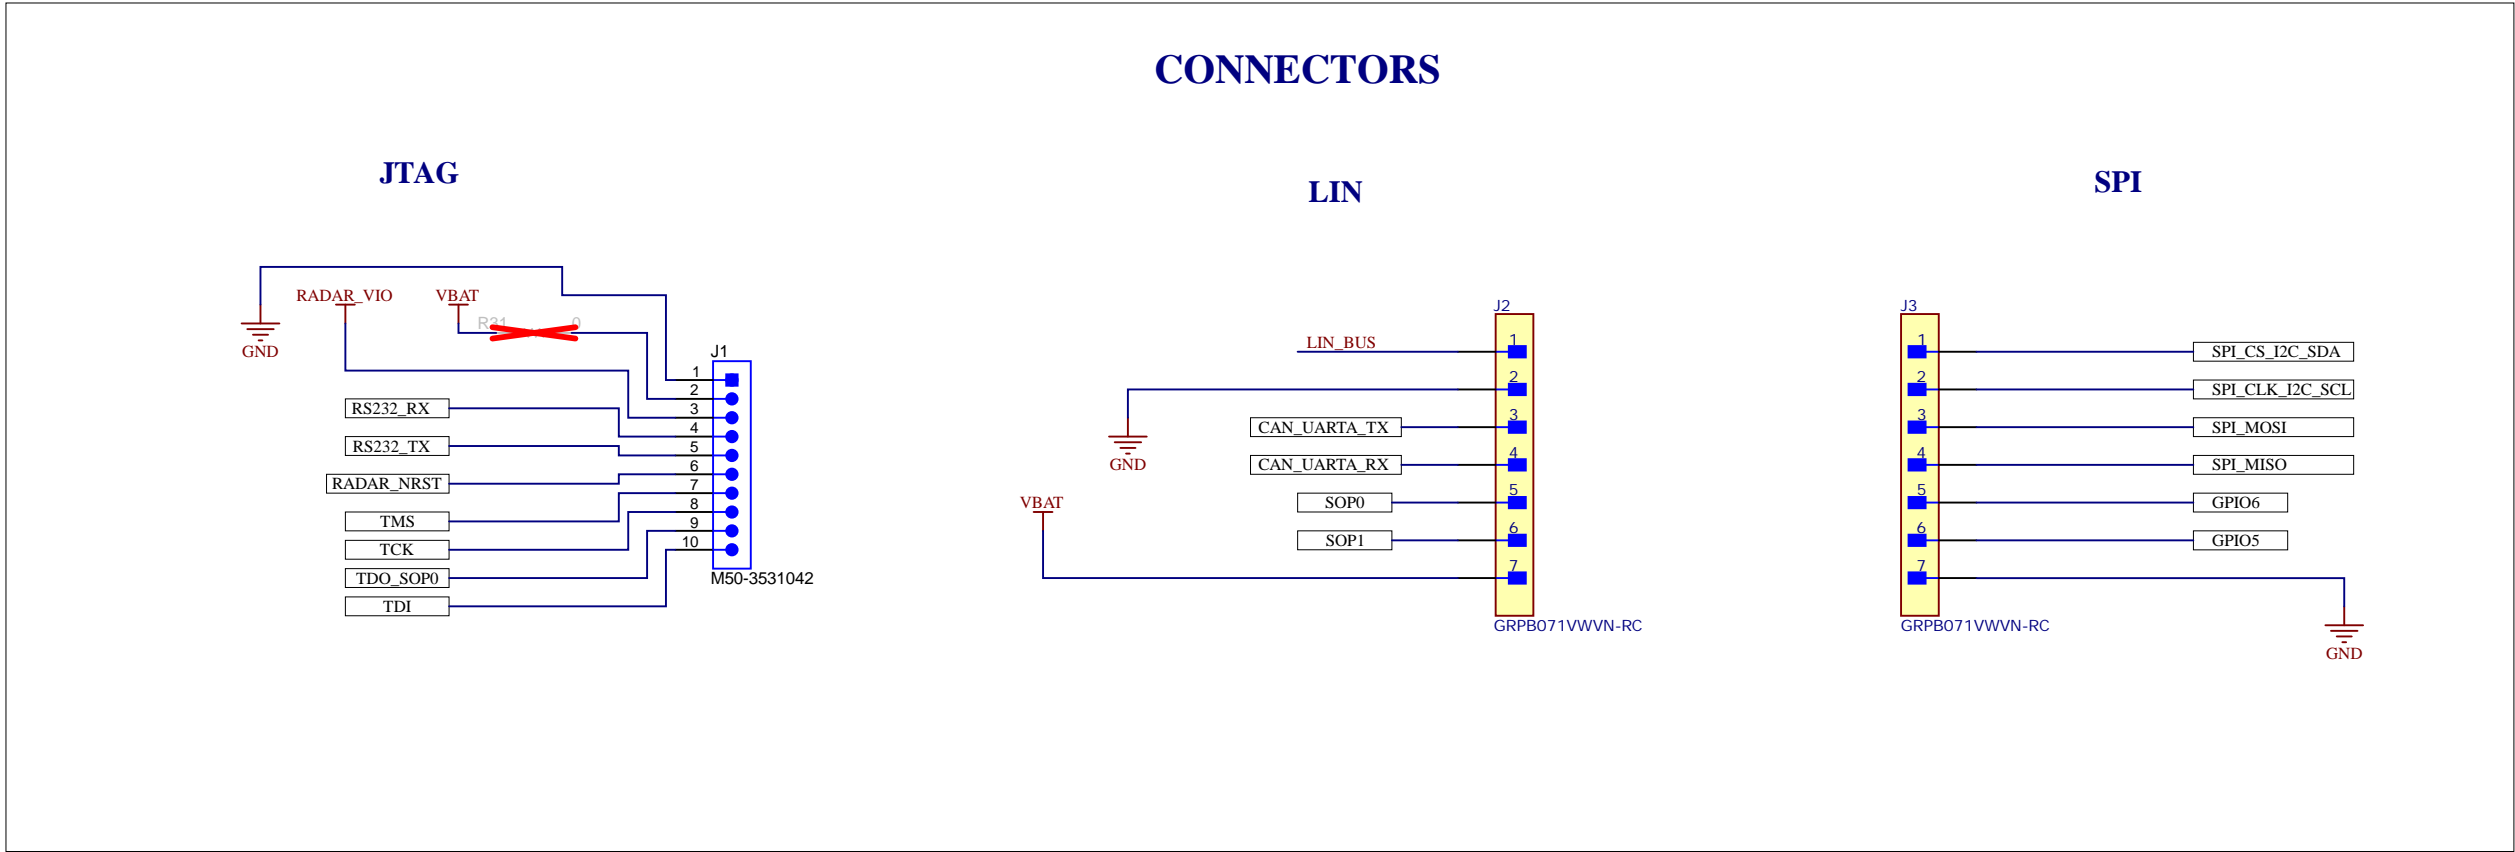 CONNECTORS
JTAG
RADAR_VIO
VBAT
R31
0
GND
J1
1
2
3
4
5
6
7
8
9
10
RS232_RX
RS232_TX
RADAR_NRST
TMS
TCK
TDO_SOP0
TDI
M50-3531042
LIN
J2
LIN_BUS
1
2
3
4
5
6
7
GND
CAN_UARTA_TX
CAN_UARTA_RX
SOP0
SOP1
VBAT
GRPB071VWVN-RC
SPI
J3
1
2
3
4
5
6
7
SPI_CS_I2C_SDA
SPI_CLK_I2C_SCL
SPI_MOSI
SPI_MISO
GPIO6
GPIO5
GRPB071VWVN-RC
GND